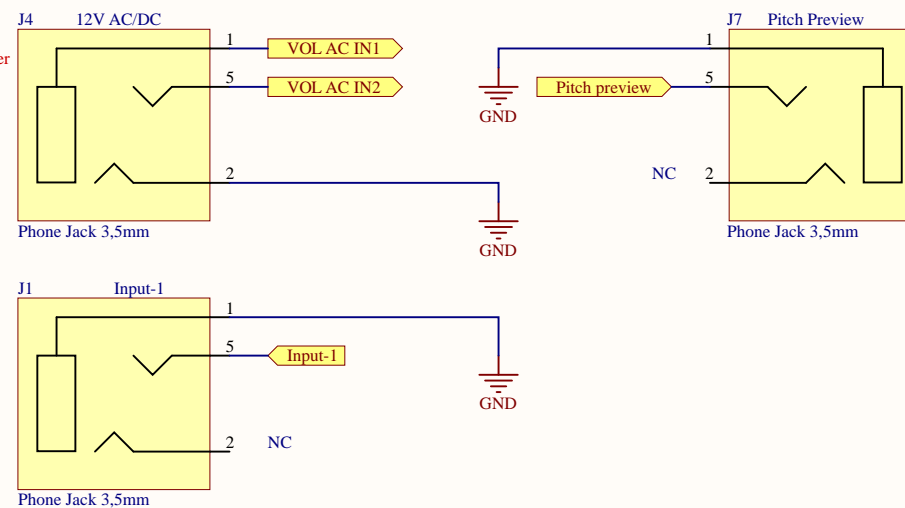 J4 12V AC/DC
er
1
VOL AC IN1
5
VOL AC IN2
2
GND
Phone Jack 3,5mm
J7 Pitch Preview
1
GND
5
Pitch preview
NC
2
Phone Jack 3,5mm
J1 Input-1
1
5
Input-1
GND
2
NC
Phone Jack 3,5mm